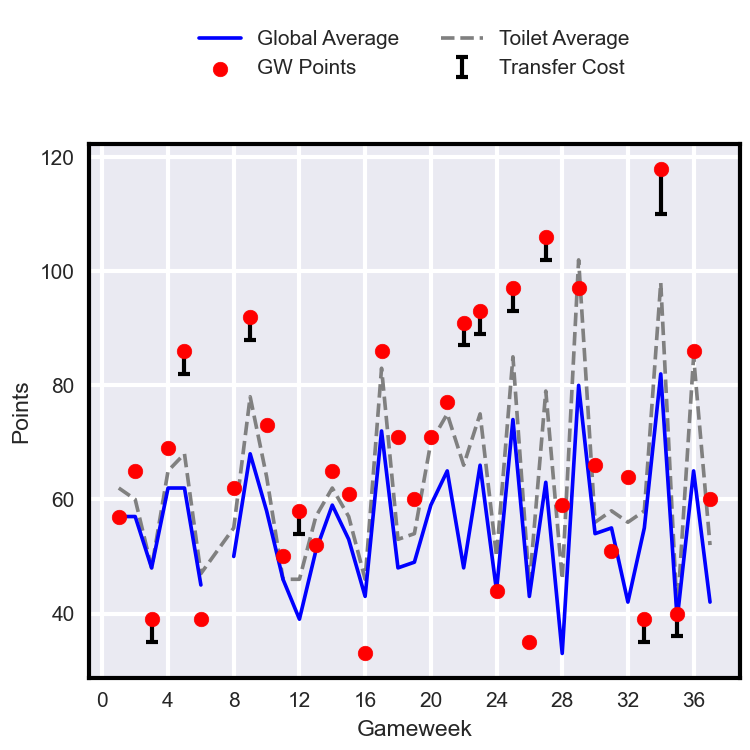 Global Average Toilet Average
GW Points Transfer Cost
120
100
80
60
40
Points
0 4 8 12 16 20 24 28 32 36
Gameweek